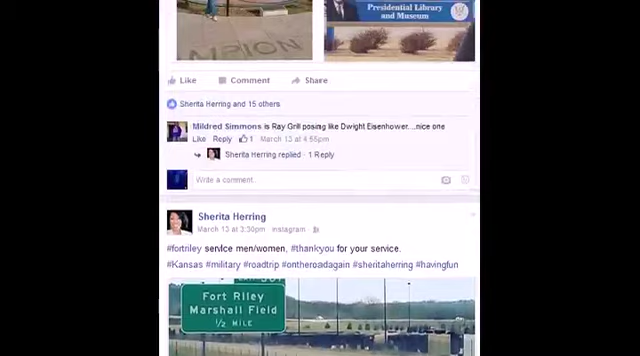 Presidential Library
and Museum
MPION
Like Comment Share
Sherita Herring and 15 others
Mildred Simmons is Ray Grill posing like Dwight Eisenhower....nice one
Like Reply 1 March 13 at 4:55pm
Sherita Herring replied · 1 Reply
Write a comment...
Sherita Herring
March 13 at 3:30pm · Instagram ·
#fortriley service men/women, #thankyou for your service.
#Kansas #military #roadtrip #ontheroadagain #sheritaherring #havingfun
Fort Riley
Marshall Field
1/2 MILE